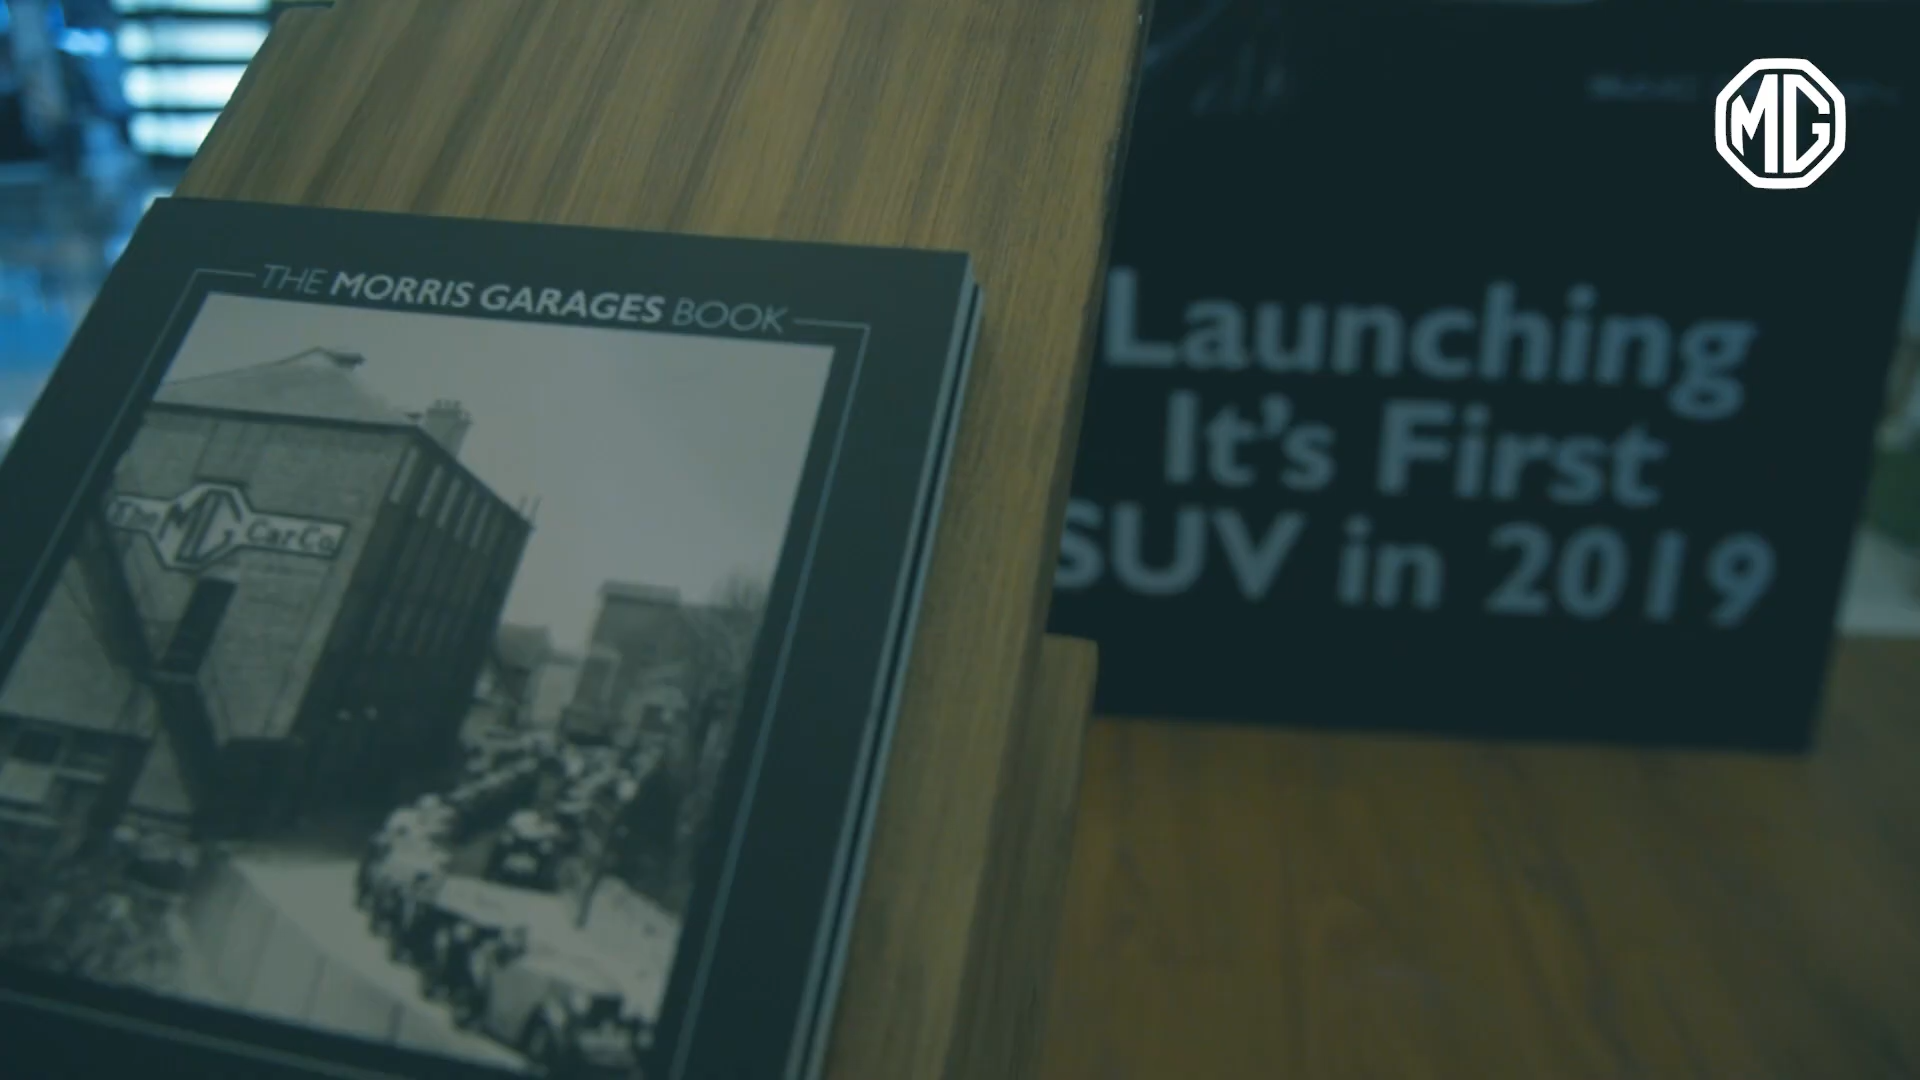 MG
THE MORRIS GARAGES BOOK
The MG Car Co
Launching
It's First
SUV in 2019